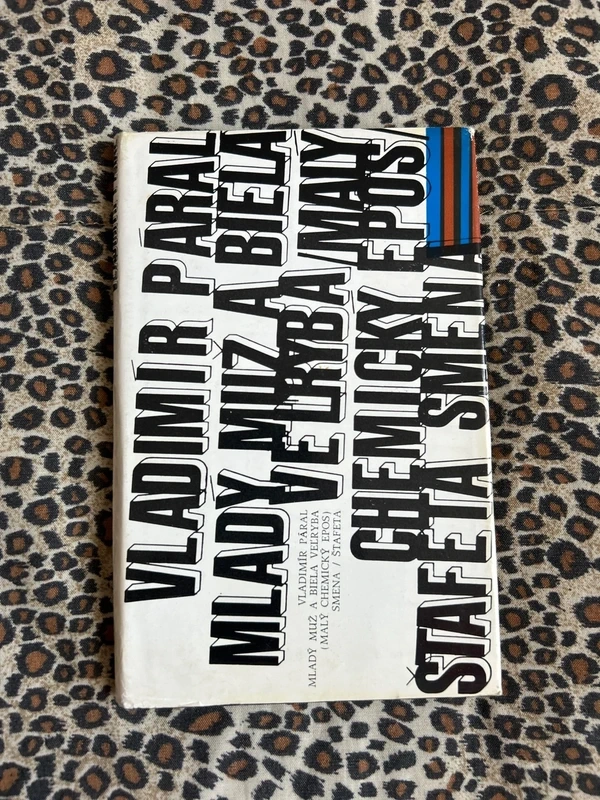 VLADIMÍR PÁRAL
MLADÝ MUŽ A BIELA
VEĽRYBA /MALÝ
CHEMICKÝ EPOS/
ŠTAFETA SMENA
VLADIMÍR PÁRAL
MLADÝ MUŽ A BIELA VEĽRYBA
(MALÝ CHEMICKÝ EPOS)
SMENA / ŠTAFETA